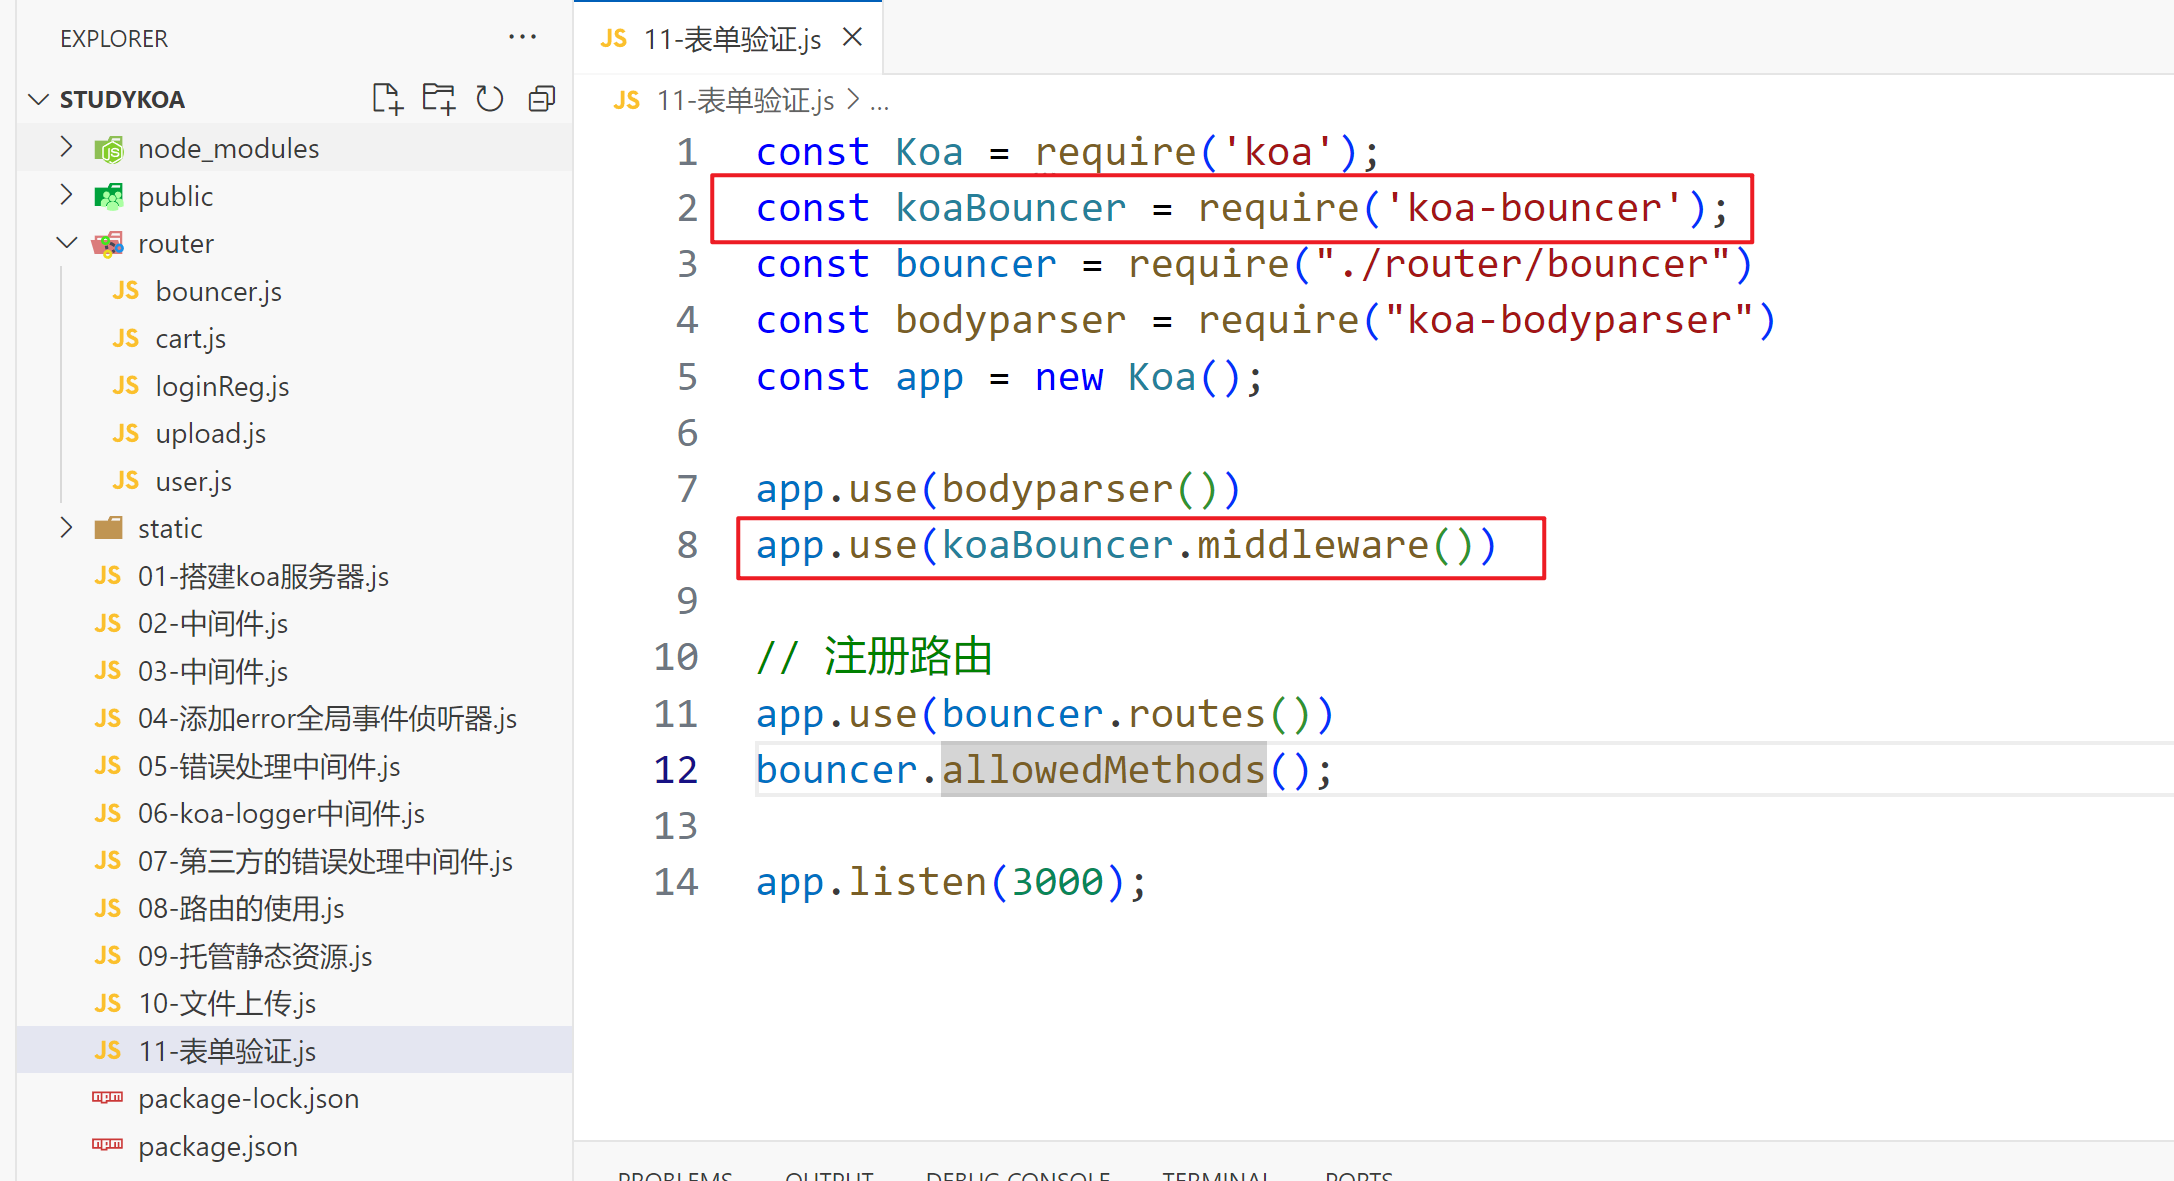 EXPLORER
STUDYKOA
node_modules
public
router
JS bouncer.js
JS cart.js
JS loginReg.js
JS upload.js
JS user.js
static
JS 01-搭建koa服务器.js
JS 02-中间件.js
JS 03-中间件.js
JS 04-添加error全局事件侦听器.js
JS 05-错误处理中间件.js
JS 06-koa-logger中间件.js
JS 07-第三方的错误处理中间件.js
JS 08-路由的使用.js
JS 09-托管静态资源.js
JS 10-文件上传.js
JS 11-表单验证.js
package-lock.json
package.json
JS 11-表单验证.js
JS 11-表单验证.js > ...
1 const Koa = require('koa');
2 const koaBouncer = require('koa-bouncer');
3 const bouncer = require("./router/bouncer")
4 const bodyparser = require("koa-bodyparser")
5 const app = new Koa();
6
7 app.use(bodyparser())
8 app.use(koaBouncer.middleware())
9
10 // 注册路由
11 app.use(bouncer.routes())
12 bouncer.allowedMethods();
13
14 app.listen(3000);
PROBLEMS OUTPUT DEBUG CONSOLE TERMINAL PORTS